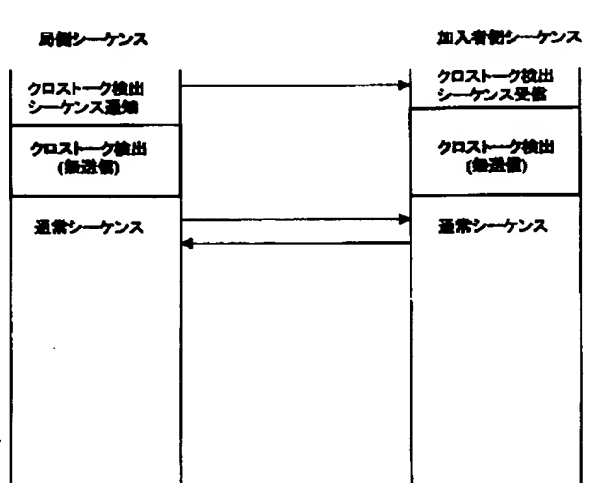 局側シーケンス
加入者側シーケンス
クロストーク検出
シーケンス通知
クロストーク検出
シーケンス受信
クロストーク検出
(無送信)
クロストーク検出
(無送信)
通常シーケンス
通常シーケンス